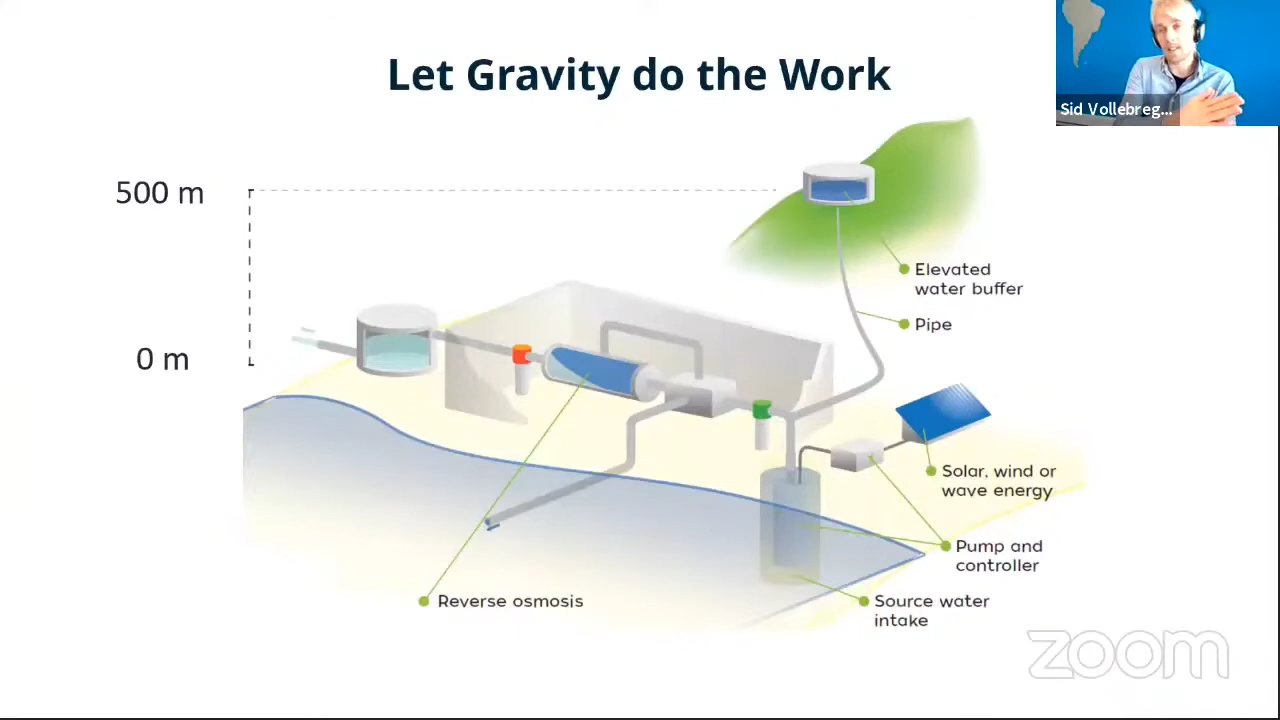 Let Gravity do the Work
Sid Vollebreg...
500 m
0 m
Elevated
water buffer
Pipe
Solar, wind or
wave energy
Pump and
controller
Reverse osmosis
Source water
intake
zoom